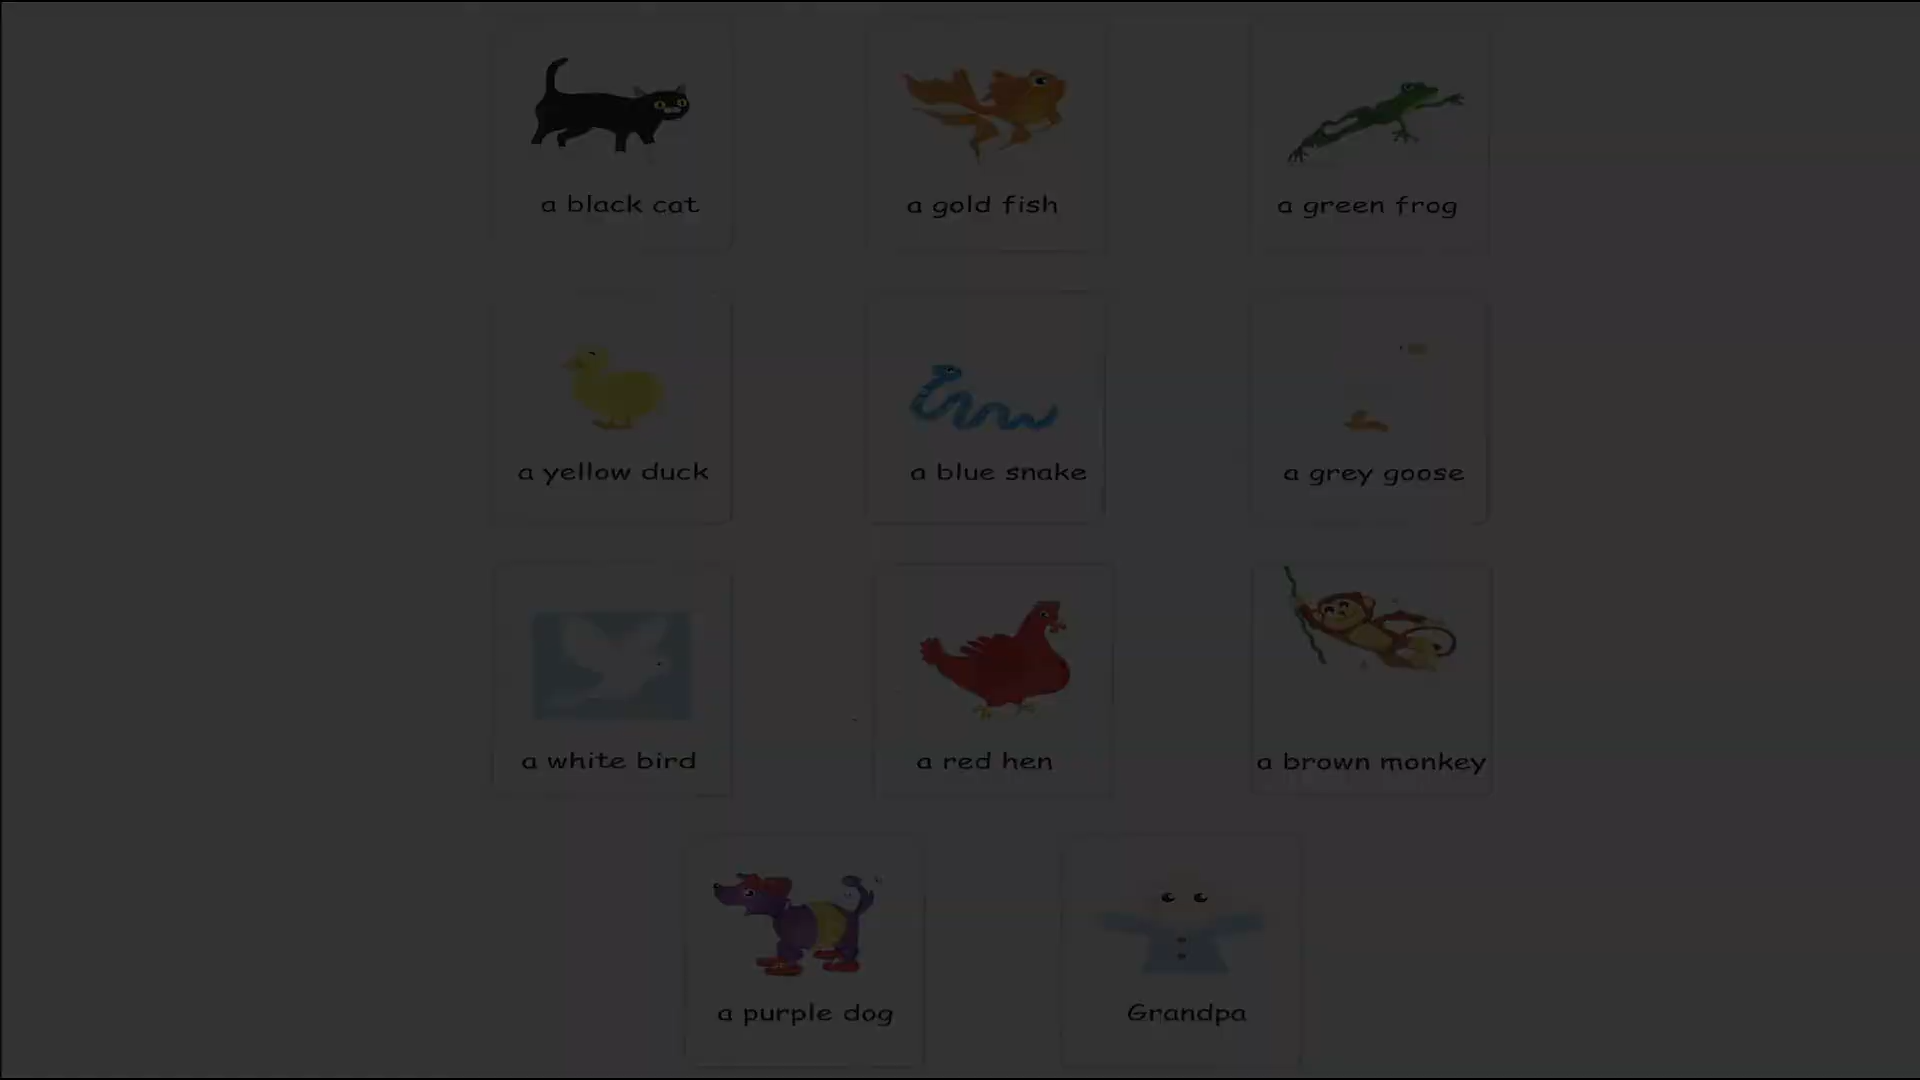 a black cat
a gold fish
a green frog
a yellow duck
a blue snake
a grey goose
a white bird
a red hen
a brown monkey
a purple dog
Grandpa